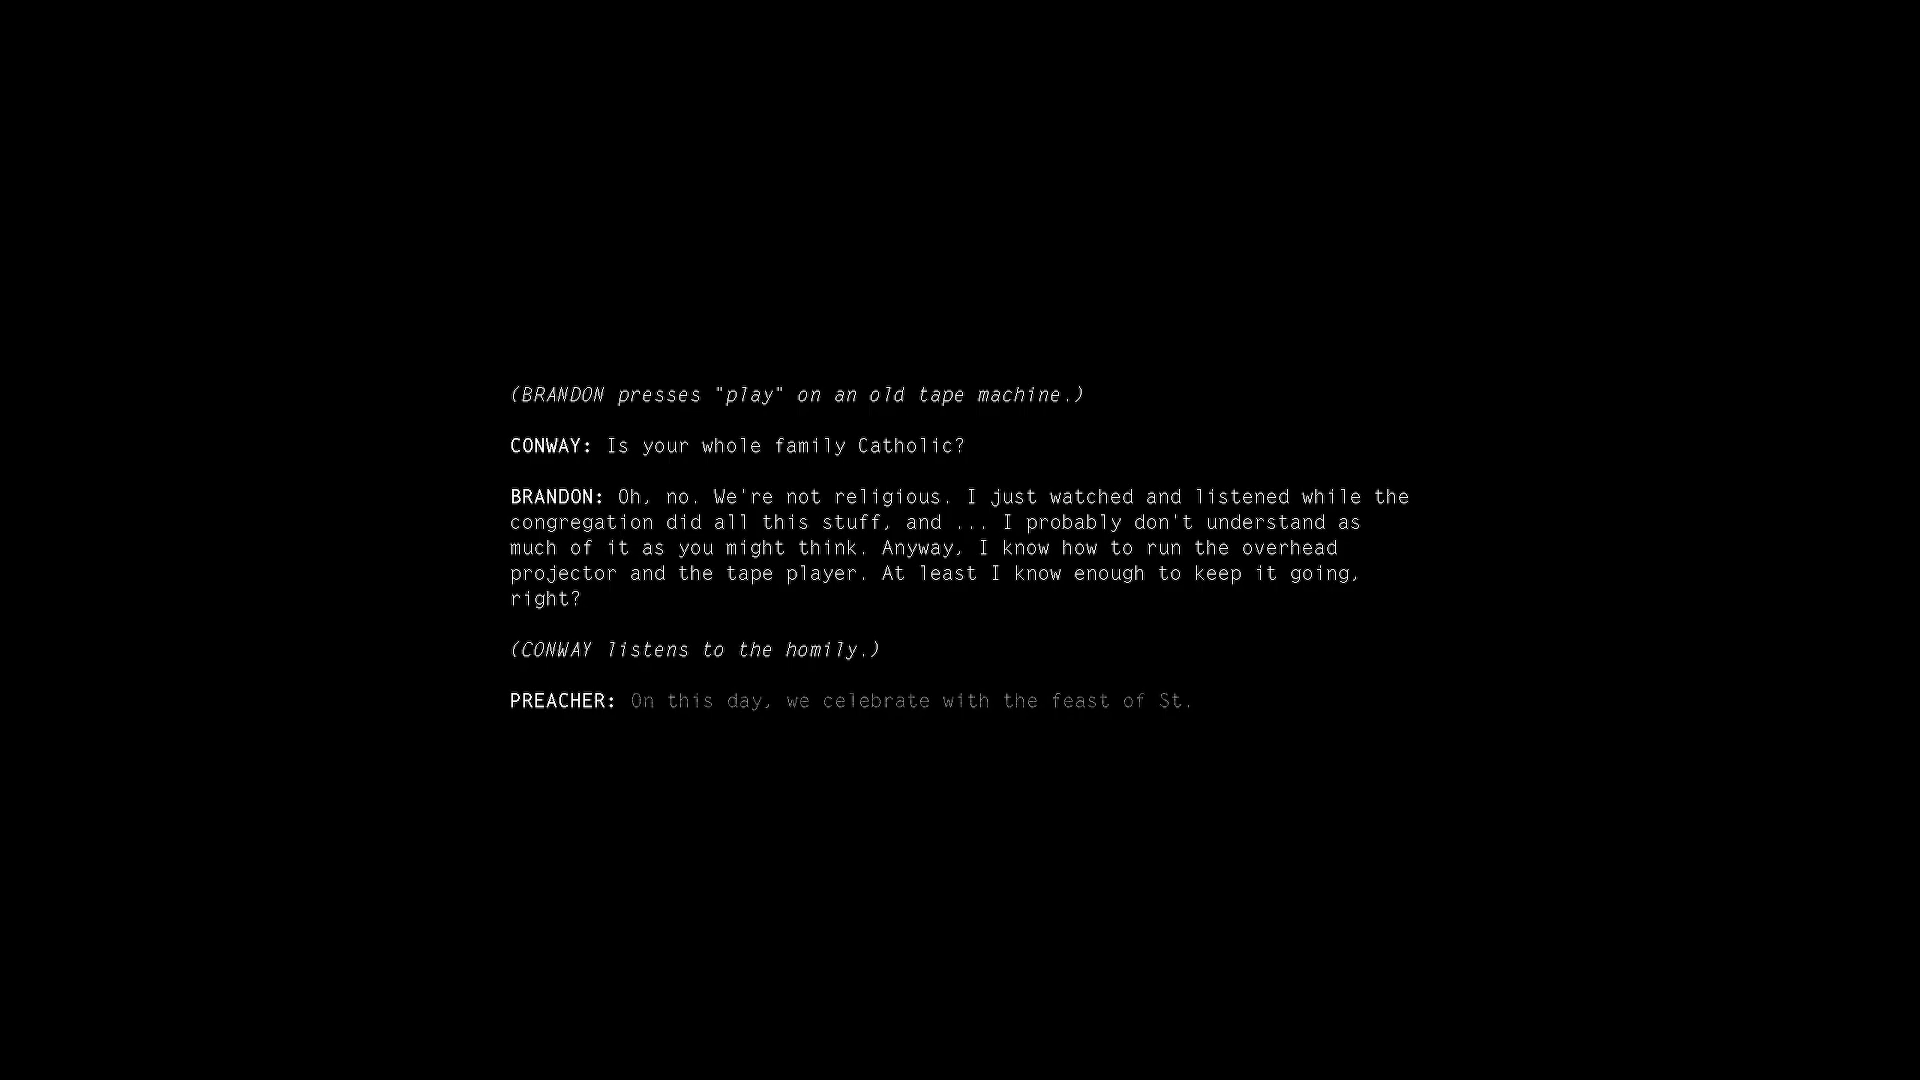 (BRANDON presses "play" on an old tape machine.)
CONWAY: Is your whole family Catholic?
BRANDON: Oh, no. We're not religious. I just watched and listened while the
congregation did all this stuff, and ... I probably don't understand as
much of it as you might think. Anyway, I know how to run the overhead
projector and the tape player. At least I know enough to keep it going,
right?
(CONWAY listens to the homily.)
PREACHER: On this day, we celebrate with the feast of St.